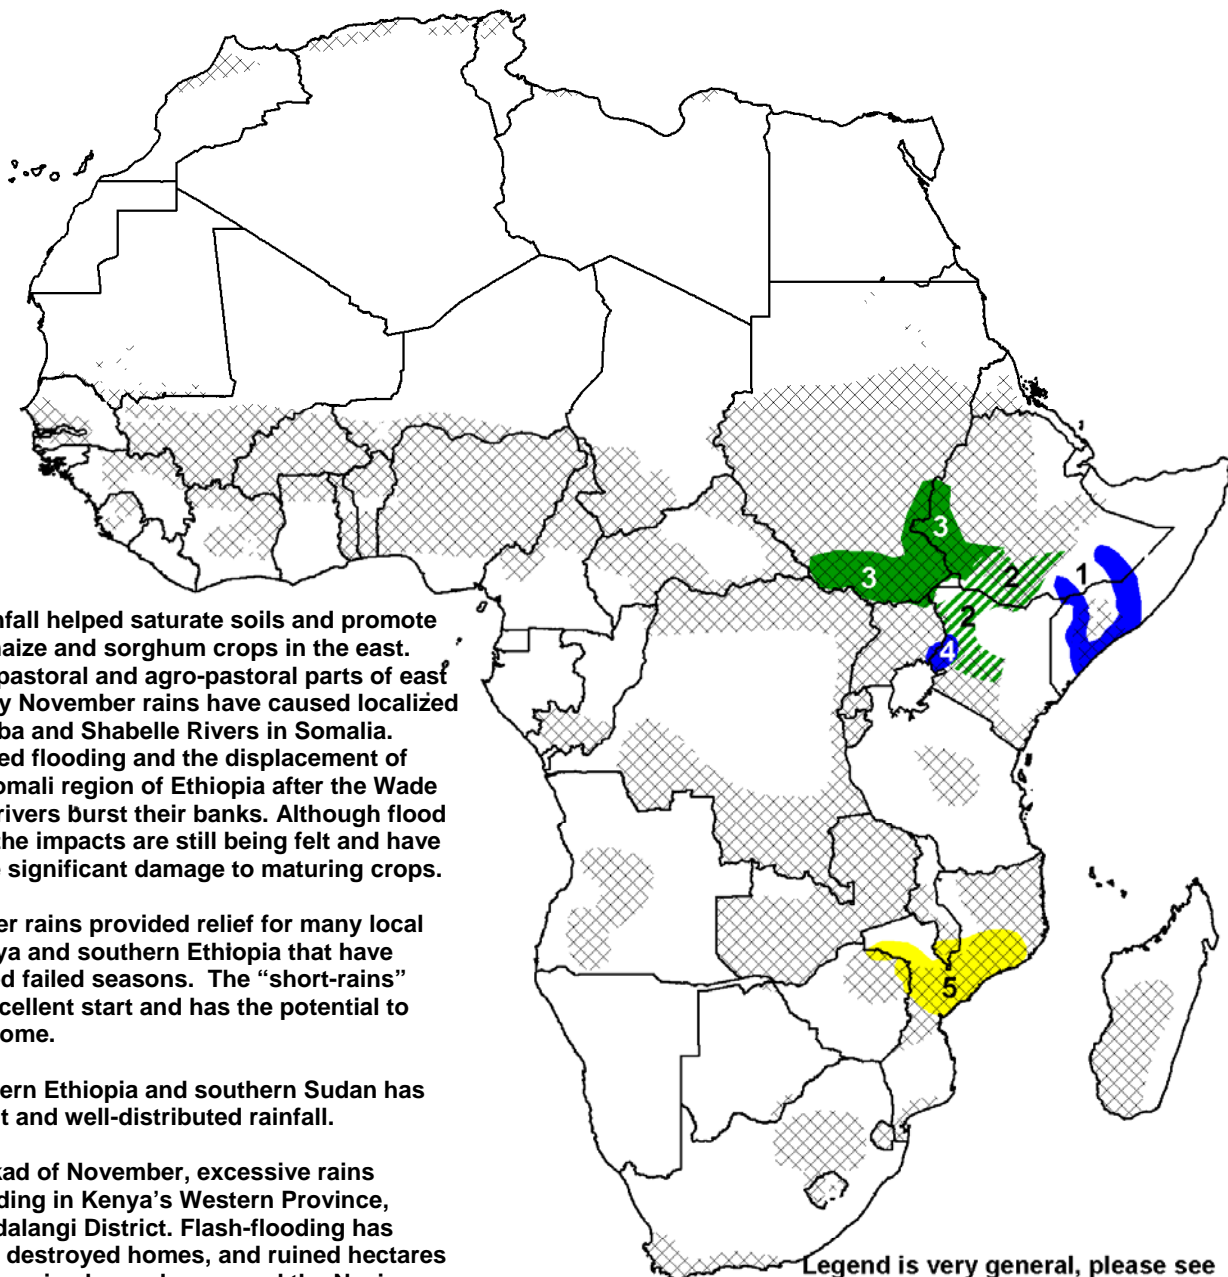 3
3
2
1
2
4
nfall helped saturate soils and promote
naize and sorghum crops in the east.
pastoral and agro-pastoral parts of east
y November rains have caused localized
ba and Shabelle Rivers in Somalia.
ed flooding and the displacement of
omali region of Ethiopia after the Wade
rivers burst their banks. Although flood
the impacts are still being felt and have
significant damage to maturing crops.
er rains provided relief for many local
ya and southern Ethiopia that have
d failed seasons. The “short-rains”
cellent start and has the potential to
ome.
5
ern Ethiopia and southern Sudan has
t and well-distributed rainfall.
kad of November, excessive rains
ding in Kenya’s Western Province,
dalangi District. Flash-flooding has
destroyed homes, and ruined hectares
Legend is very general, please see